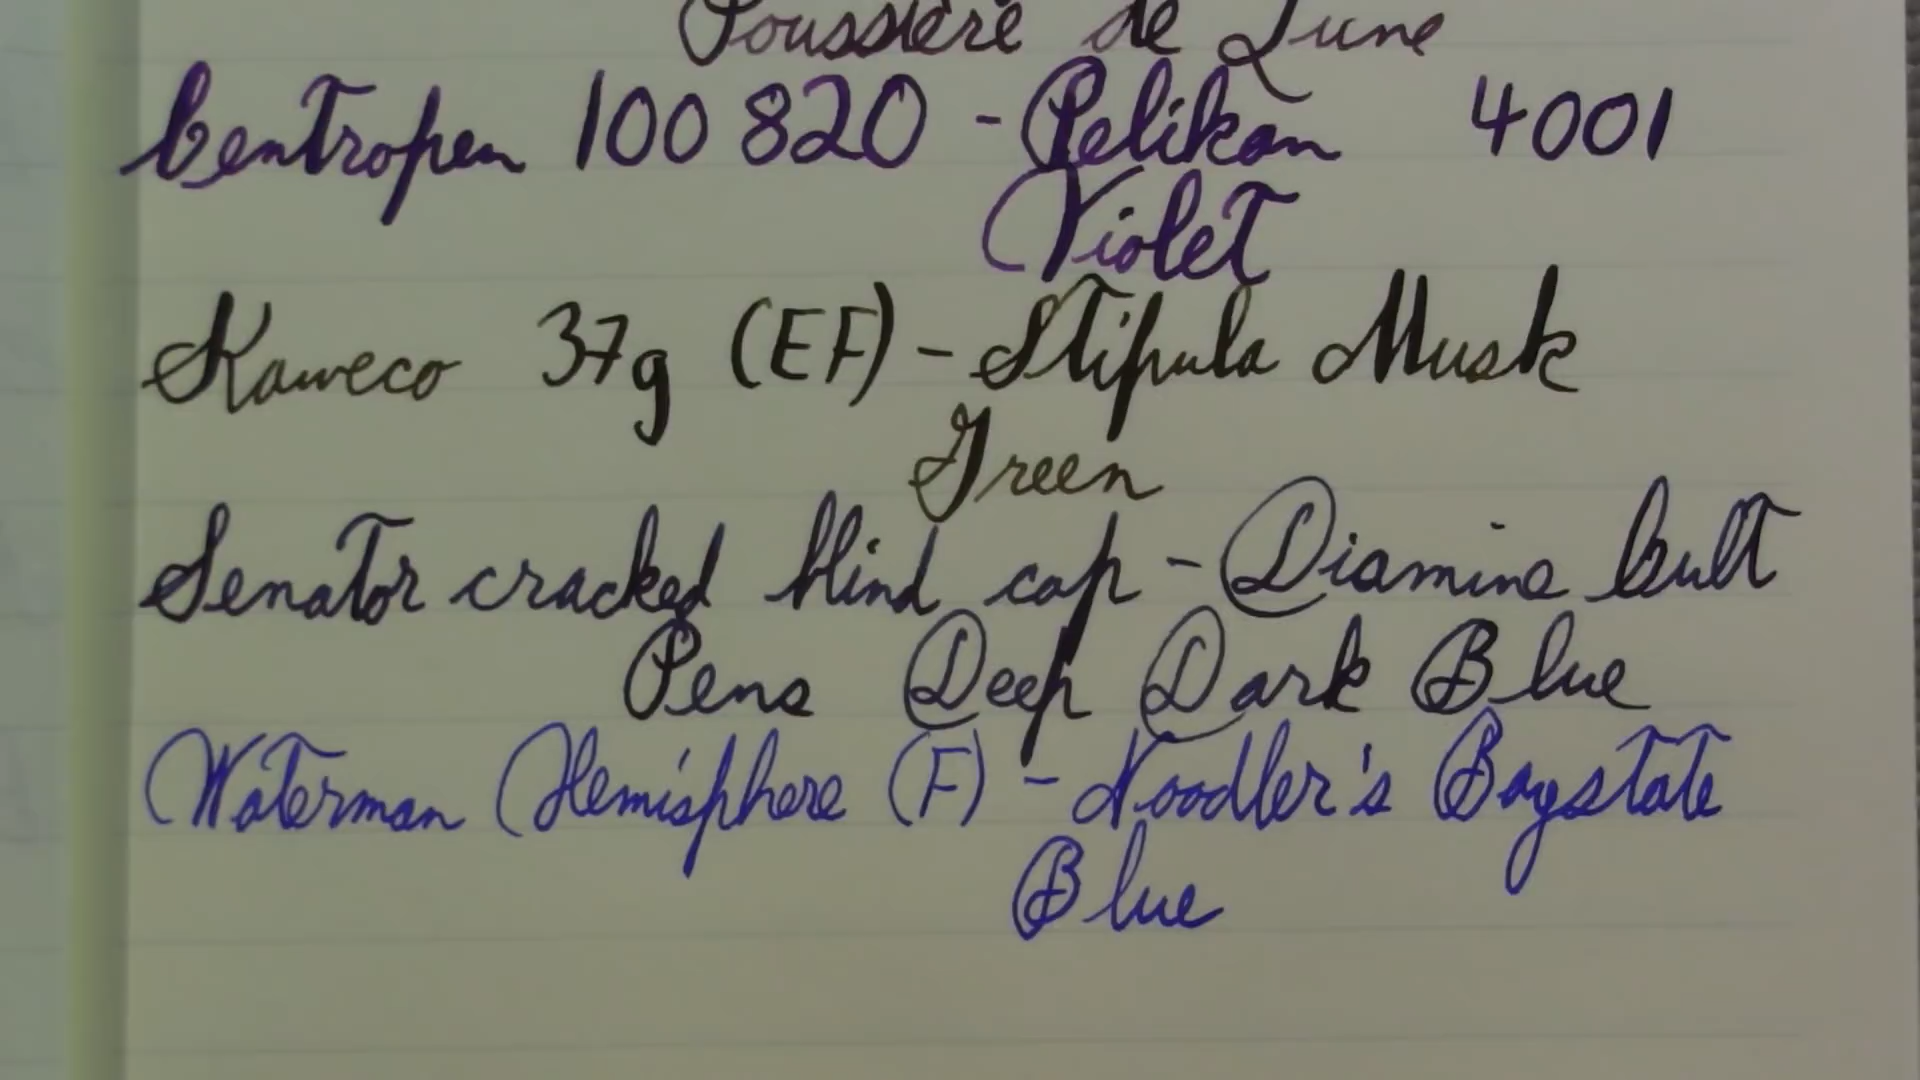 Poussière de Lune
Centropen 100 820 - Pelikan 4001
Violet
Kaweco 37g (EF) - Stipula Musk
Green
Senator cracked blind cap - Diamine Cult
Pens Deep Dark Blue
Waterman Hemisphere (F) - Noodler's Baystate
Blue